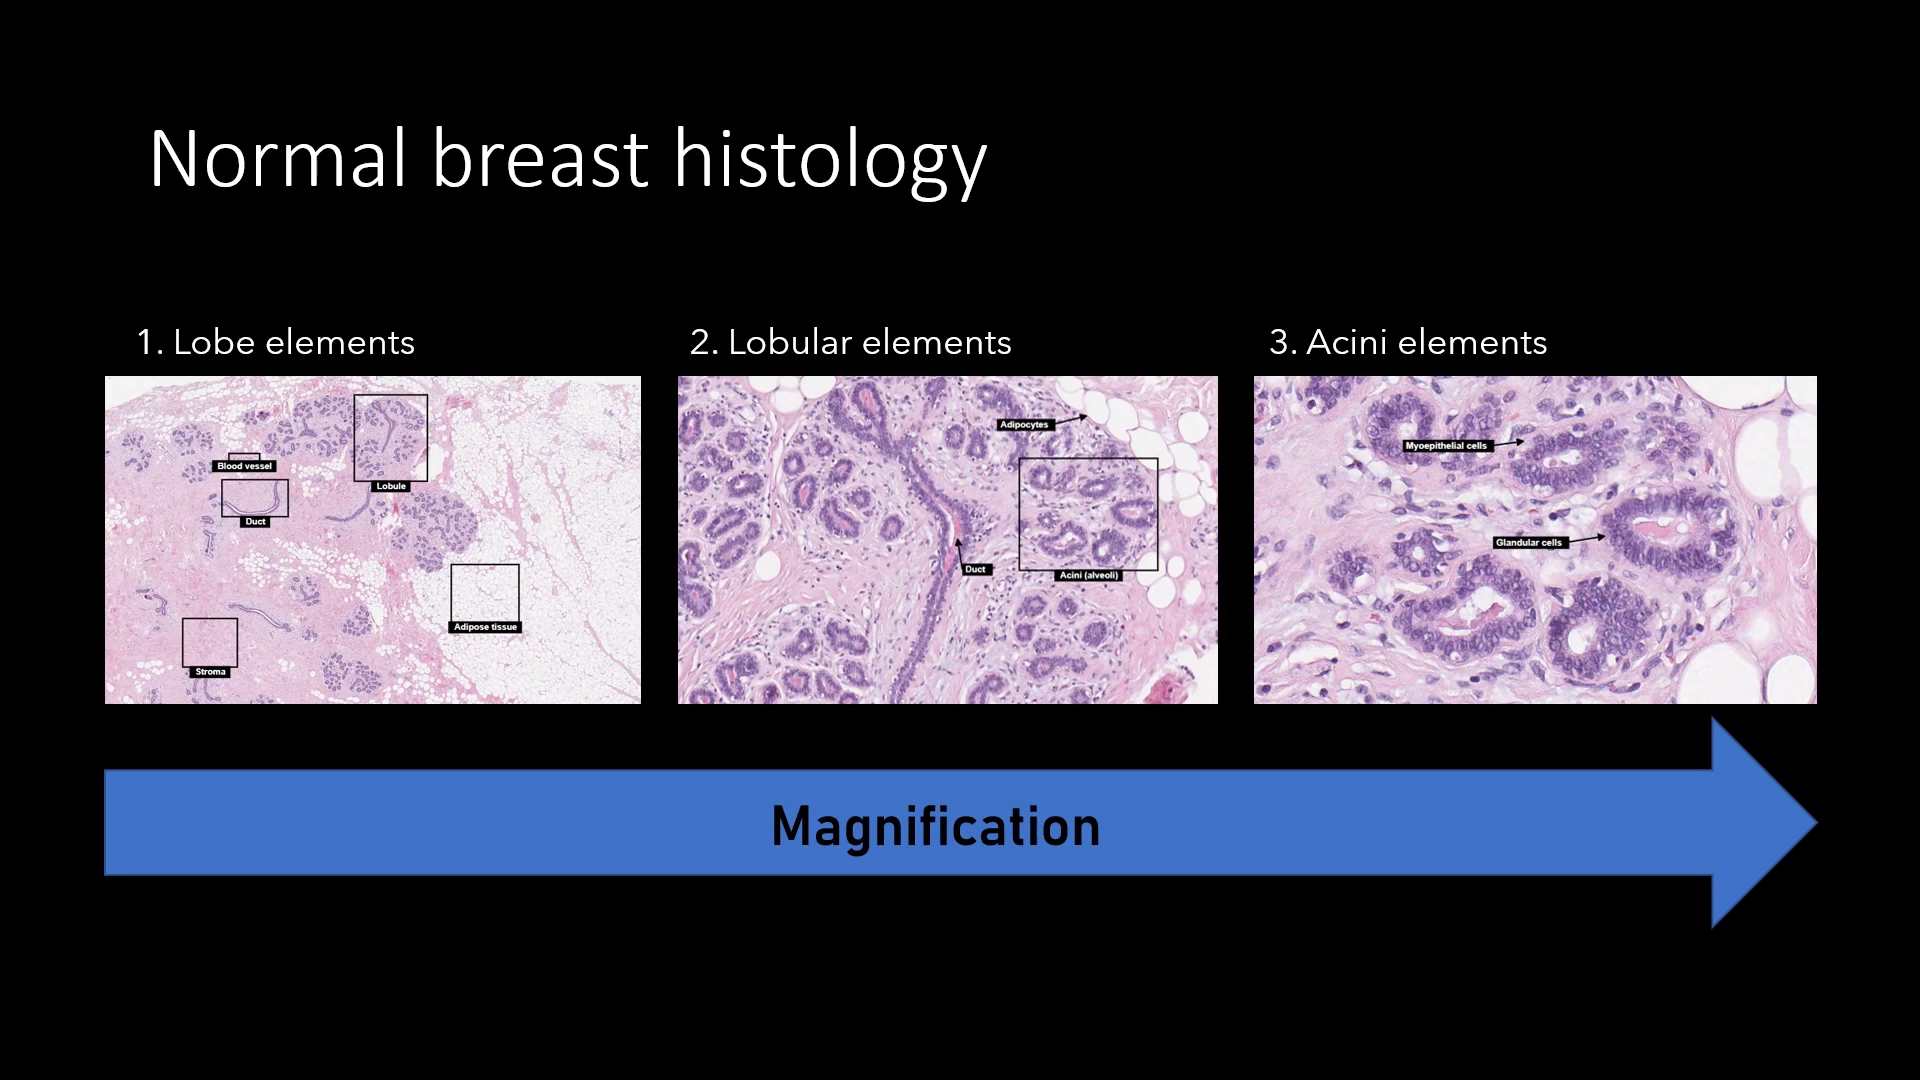 Normal breast histology
1. Lobe elements
Blood vessel
Lobule
Duct
Adipose tissue
Stroma
2. Lobular elements
Adipocytes
Duct
Acini (alveoli)
3. Acini elements
Myoepithelial cells
Glandular cells
Magnification